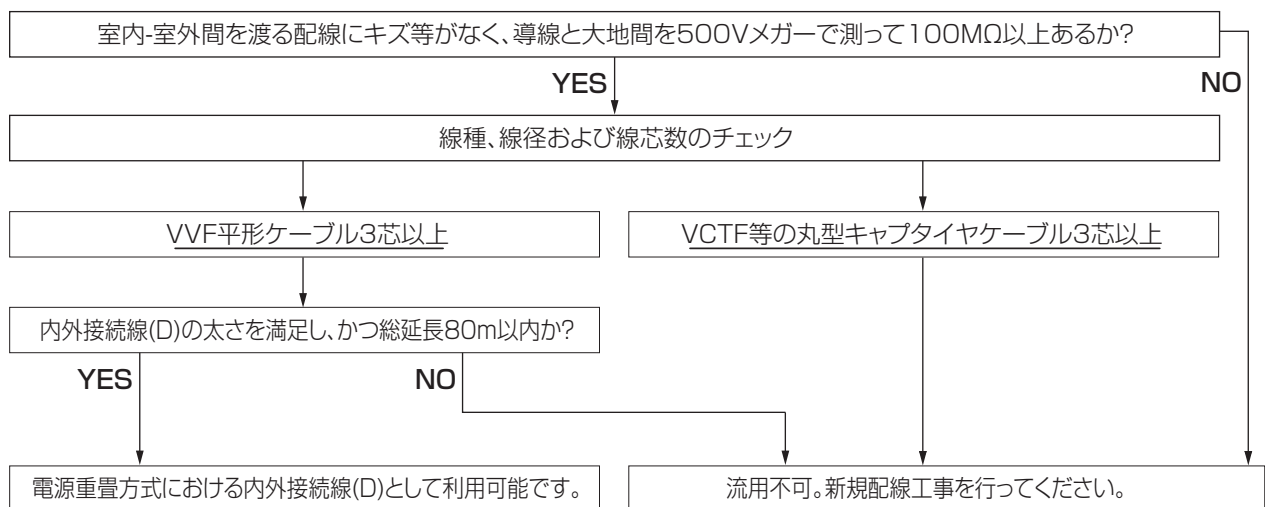 室内-室外間を渡る配線にキズ等がなく、導線と大地間を500Vメガーで測って100MΩ以上あるか?
YES
NO
線種、線径および線芯数のチェック
VVF平形ケーブル3芯以上
VCTF等の丸型キャプタイヤケーブル3芯以上
内外接続線(D)の太さを満足し、かつ総延長80m以内か?
YES
NO
電源重畳方式における内外接続線(D)として利用可能です。
流用不可。新規配線工事を行ってください。